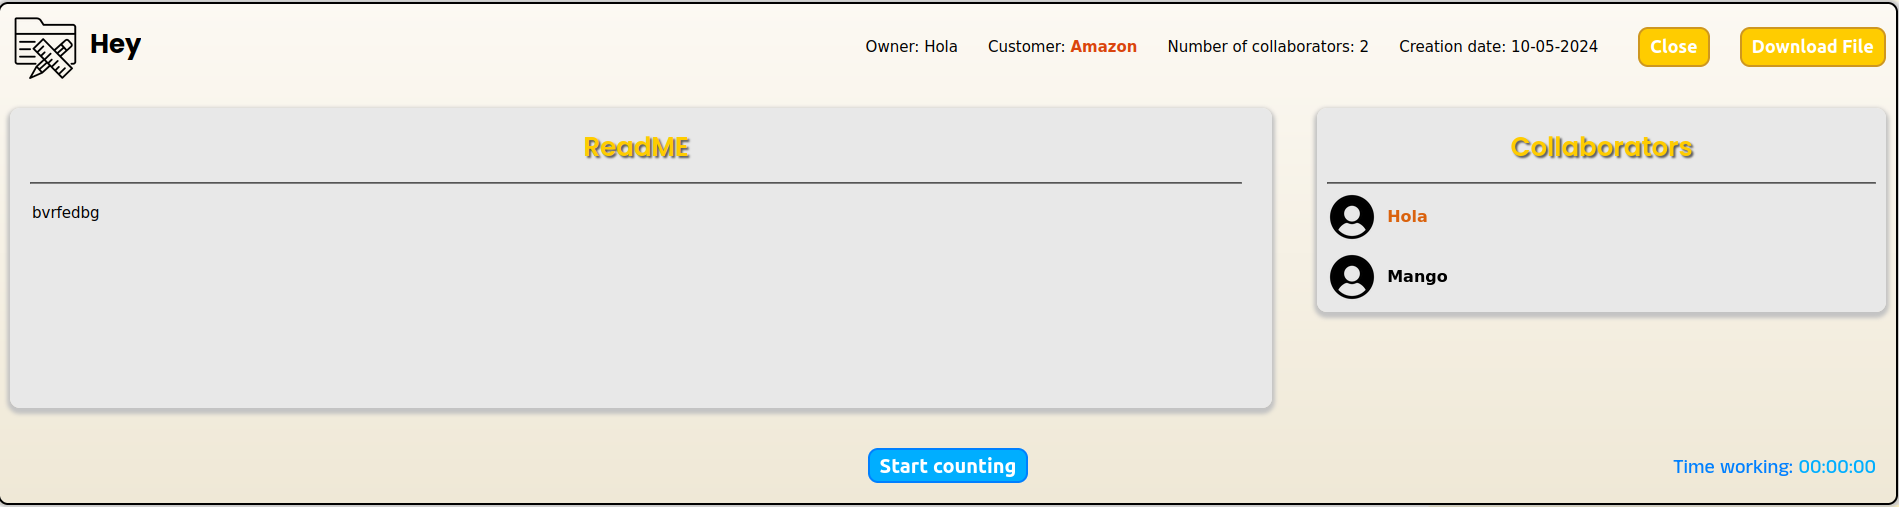 Hey
Owner: Hola Customer: Amazon Number of collaborators: 2 Creation date: 10-05-2024 Close Download File
ReadME
bvrfedbg
Collaborators
Hola
Mango
Start counting
Time working: 00:00:00